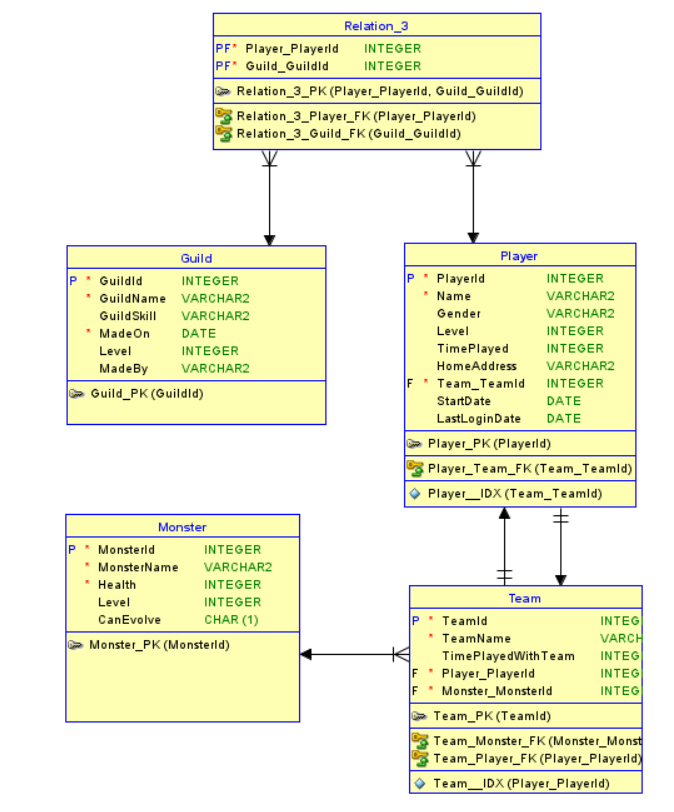 Relation_3
PF* Player_PlayerId INTEGER
PF* Guild_GuildId INTEGER
Relation_3_PK (Player_PlayerId, Guild_GuildId)
Relation_3_Player_FK (Player_PlayerId)
Relation_3_Guild_FK (Guild_GuildId)
Guild
P * GuildId INTEGER
* GuildName VARCHAR2
GuildSkill VARCHAR2
* MadeOn DATE
Level INTEGER
MadeBy VARCHAR2
Guild_PK (GuildId)
Player
P * PlayerId INTEGER
* Name VARCHAR2
Gender VARCHAR2
Level INTEGER
TimePlayed INTEGER
HomeAddress VARCHAR2
F * Team_TeamId INTEGER
StartDate DATE
LastLoginDate DATE
Player_PK (PlayerId)
Player_Team_FK (Team_TeamId)
Player__IDX (Team_TeamId)
Monster
P * MonsterId INTEGER
* MonsterName VARCHAR2
* Health INTEGER
Level INTEGER
CanEvolve CHAR (1)
Monster_PK (MonsterId)
Team
P * TeamId INTEG
* TeamName VARCH
TimePlayedWithTeam INTEG
F * Player_PlayerId INTEG
F * Monster_MonsterId INTEG
Team_PK (TeamId)
Team_Monster_FK (Monster_Monst
Team_Player_FK (Player_PlayerId)
Team__IDX (Player_PlayerId)